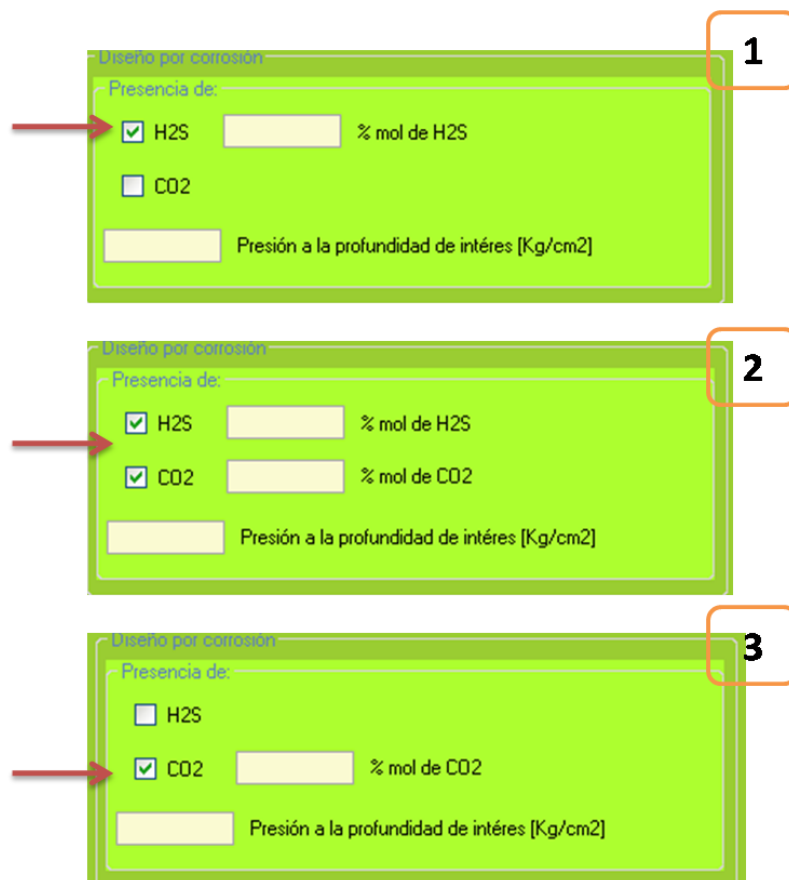 1
Diseño por corrosión
Presencia de:
H2S % mol de H2S
CO2
Presión a la profundidad de intéres [Kg/cm2]
2
Diseño por corrosión
Presencia de:
H2S % mol de H2S
CO2 % mol de CO2
Presión a la profundidad de intéres [Kg/cm2]
3
Diseño por corrosión
Presencia de:
H2S
CO2 % mol de CO2
Presión a la profundidad de intéres [Kg/cm2]